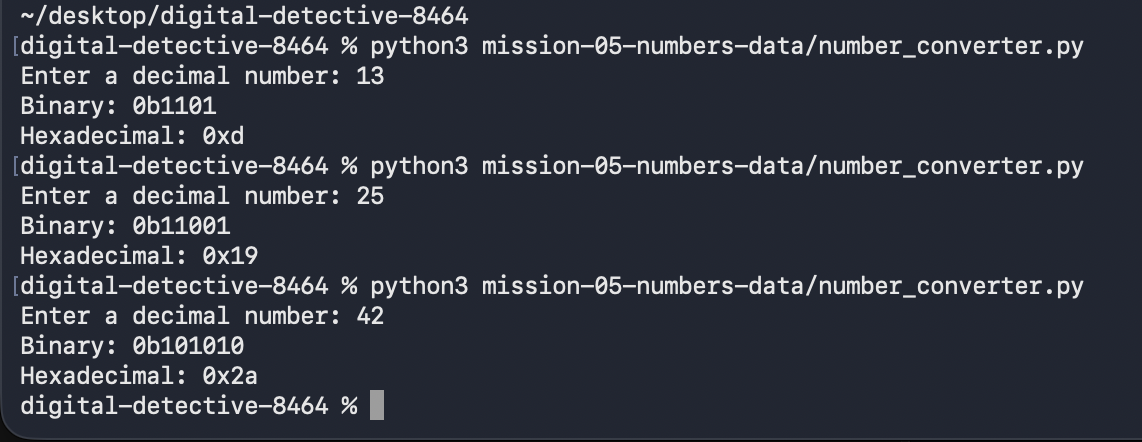 ~/desktop/digital-detective-8464
[digital-detective-8464 % python3 mission-05-numbers-data/number_converter.py
Enter a decimal number: 13
Binary: 0b1101
Hexadecimal: 0xd
[digital-detective-8464 % python3 mission-05-numbers-data/number_converter.py
Enter a decimal number: 25
Binary: 0b11001
Hexadecimal: 0x19
[digital-detective-8464 % python3 mission-05-numbers-data/number_converter.py
Enter a decimal number: 42
Binary: 0b101010
Hexadecimal: 0x2a
digital-detective-8464 %